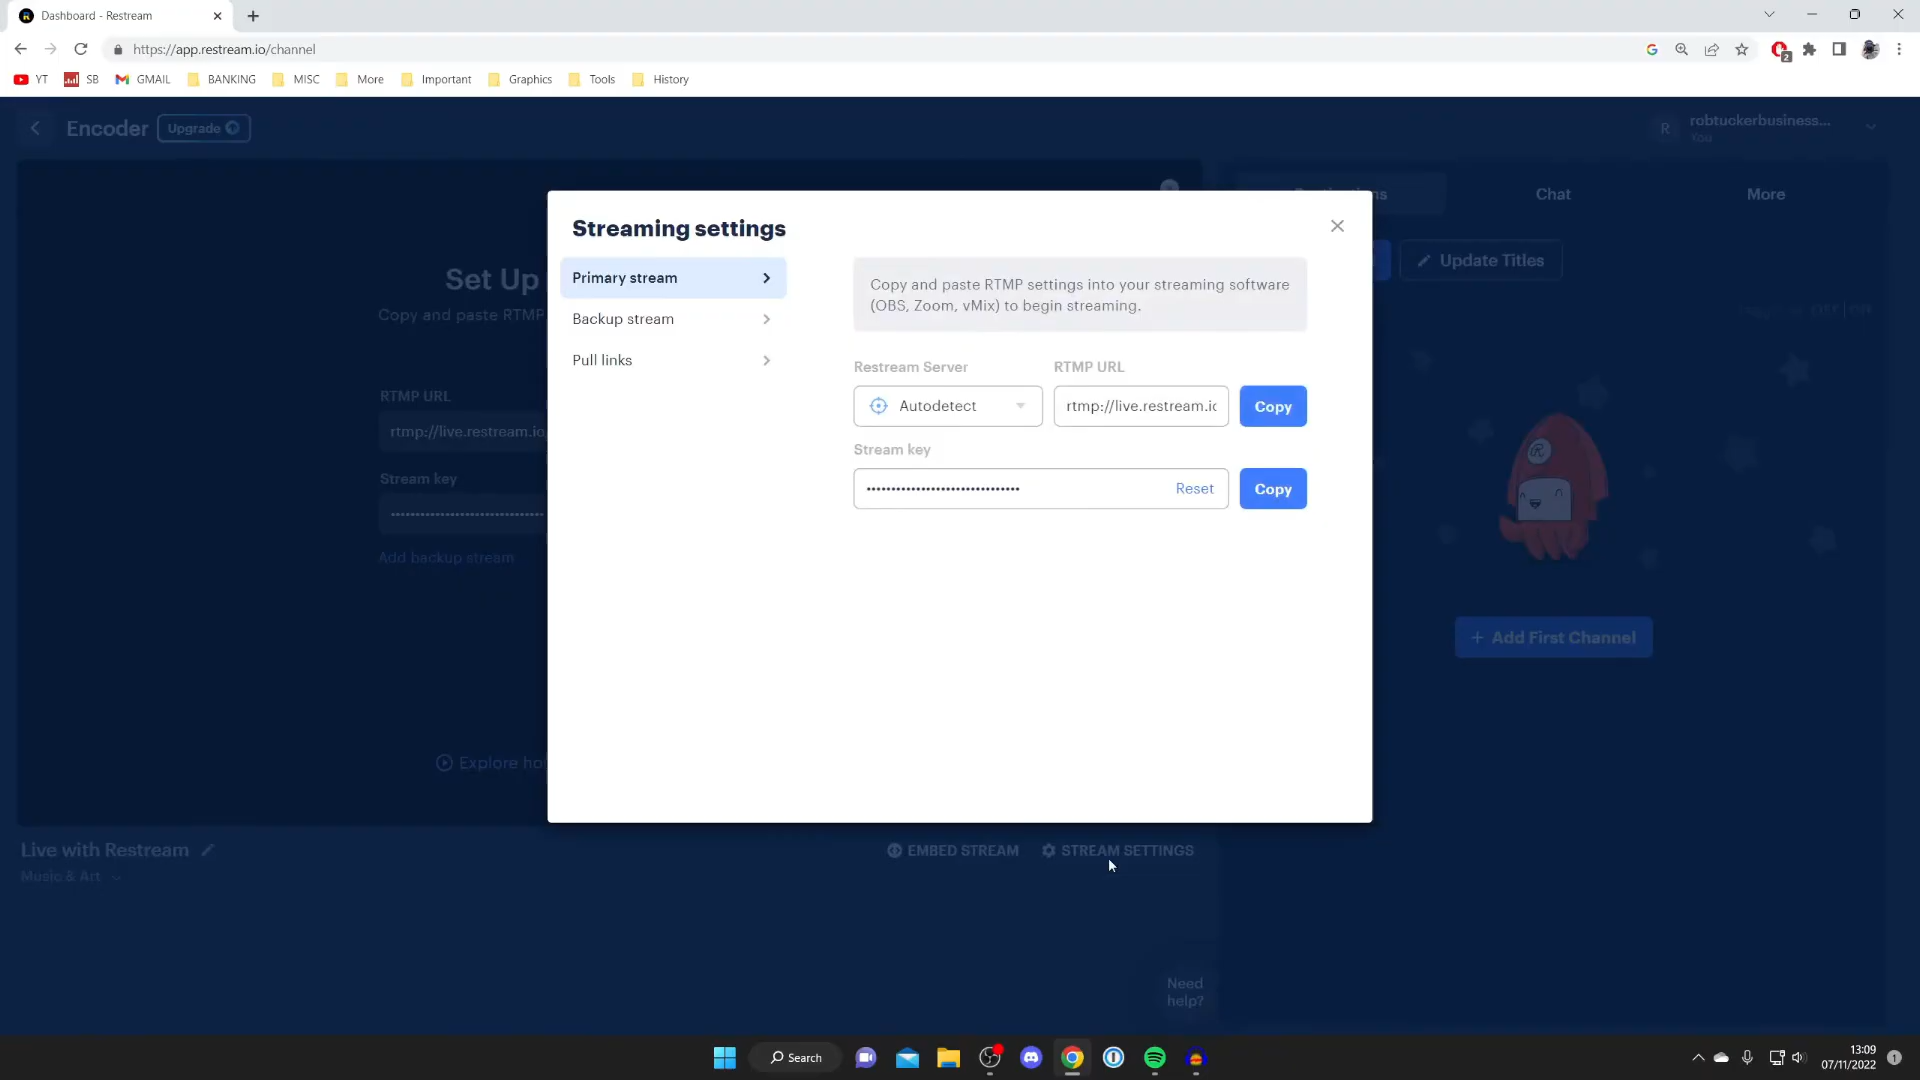 Dashboard - Restream
https://app.restream.io/channel
2
YT
SB
GMAIL
BANKING
MISC
More
Important
Graphics
Tools
History
Encoder
Upgrade
R
robtuckerbusiness...
You
Chat
More
Update Titles
Set Up
Copy and paste RTMP
RTMP URL
rtmp://live.restream.io
Stream key
••••••••••••••••••••••••••••••
Add backup stream
Explore ho
Streaming settings
Primary stream
Backup stream
Pull links
Copy and paste RTMP settings into your streaming software
(OBS, Zoom, vMix) to begin streaming.
Restream Server
RTMP URL
Autodetect
rtmp://live.restream.io
Copy
Stream key
•••••••••••••••••••••••••••••••
Reset
Copy
+ Add First Channel
Live with Restream
Music & Art
EMBED STREAM
STREAM SETTINGS
Need
help?
Search
13:09
07/11/2022
1